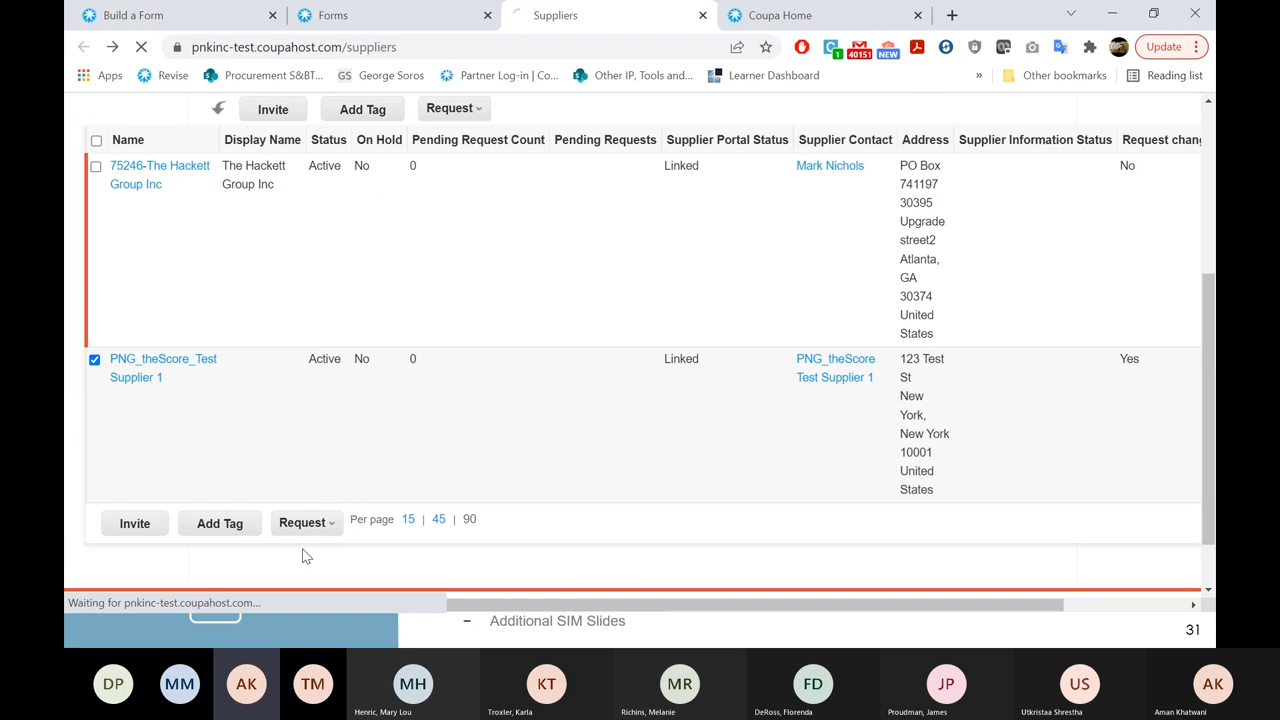 Build a Form
Forms
Suppliers
Coupa Home
pnkinc-test.coupahost.com/suppliers
1
40151
NEW
Update
Apps
Revise
Procurement S&BT...
GS George Soros
Partner Log-in | Co...
Other IP, Tools and...
Learner Dashboard
»
Other bookmarks
Reading list
Invite
Add Tag
Request
Name
Display Name
Status
On Hold
Pending Request Count
Pending Requests
Supplier Portal Status
Supplier Contact
Address
Supplier Information Status
Request chang
75246-The Hackett
Group Inc
The Hackett
Group Inc
Active
No
0
Linked
Mark Nichols
PO Box
741197
30395
Upgrade
street2
Atlanta,
GA
30374
United
States
No
PNG_theScore_Test
Supplier 1
Active
No
0
Linked
PNG_theScore
Test Supplier 1
123 Test
St
New
York,
New York
10001
United
States
Yes
Invite
Add Tag
Request
Per page 15 | 45 | 90
Waiting for pnkinc-test.coupahost.com...
– Additional SIM Slides
31
DP
MM
AK
TM
MH
KT
MR
FD
JP
US
AK
Henric, Mary Lou
Troxler, Karla
Richins, Melanie
DeRoss, Florenda
Proudman, James
Utkristaa Shrestha
Aman Khatwani